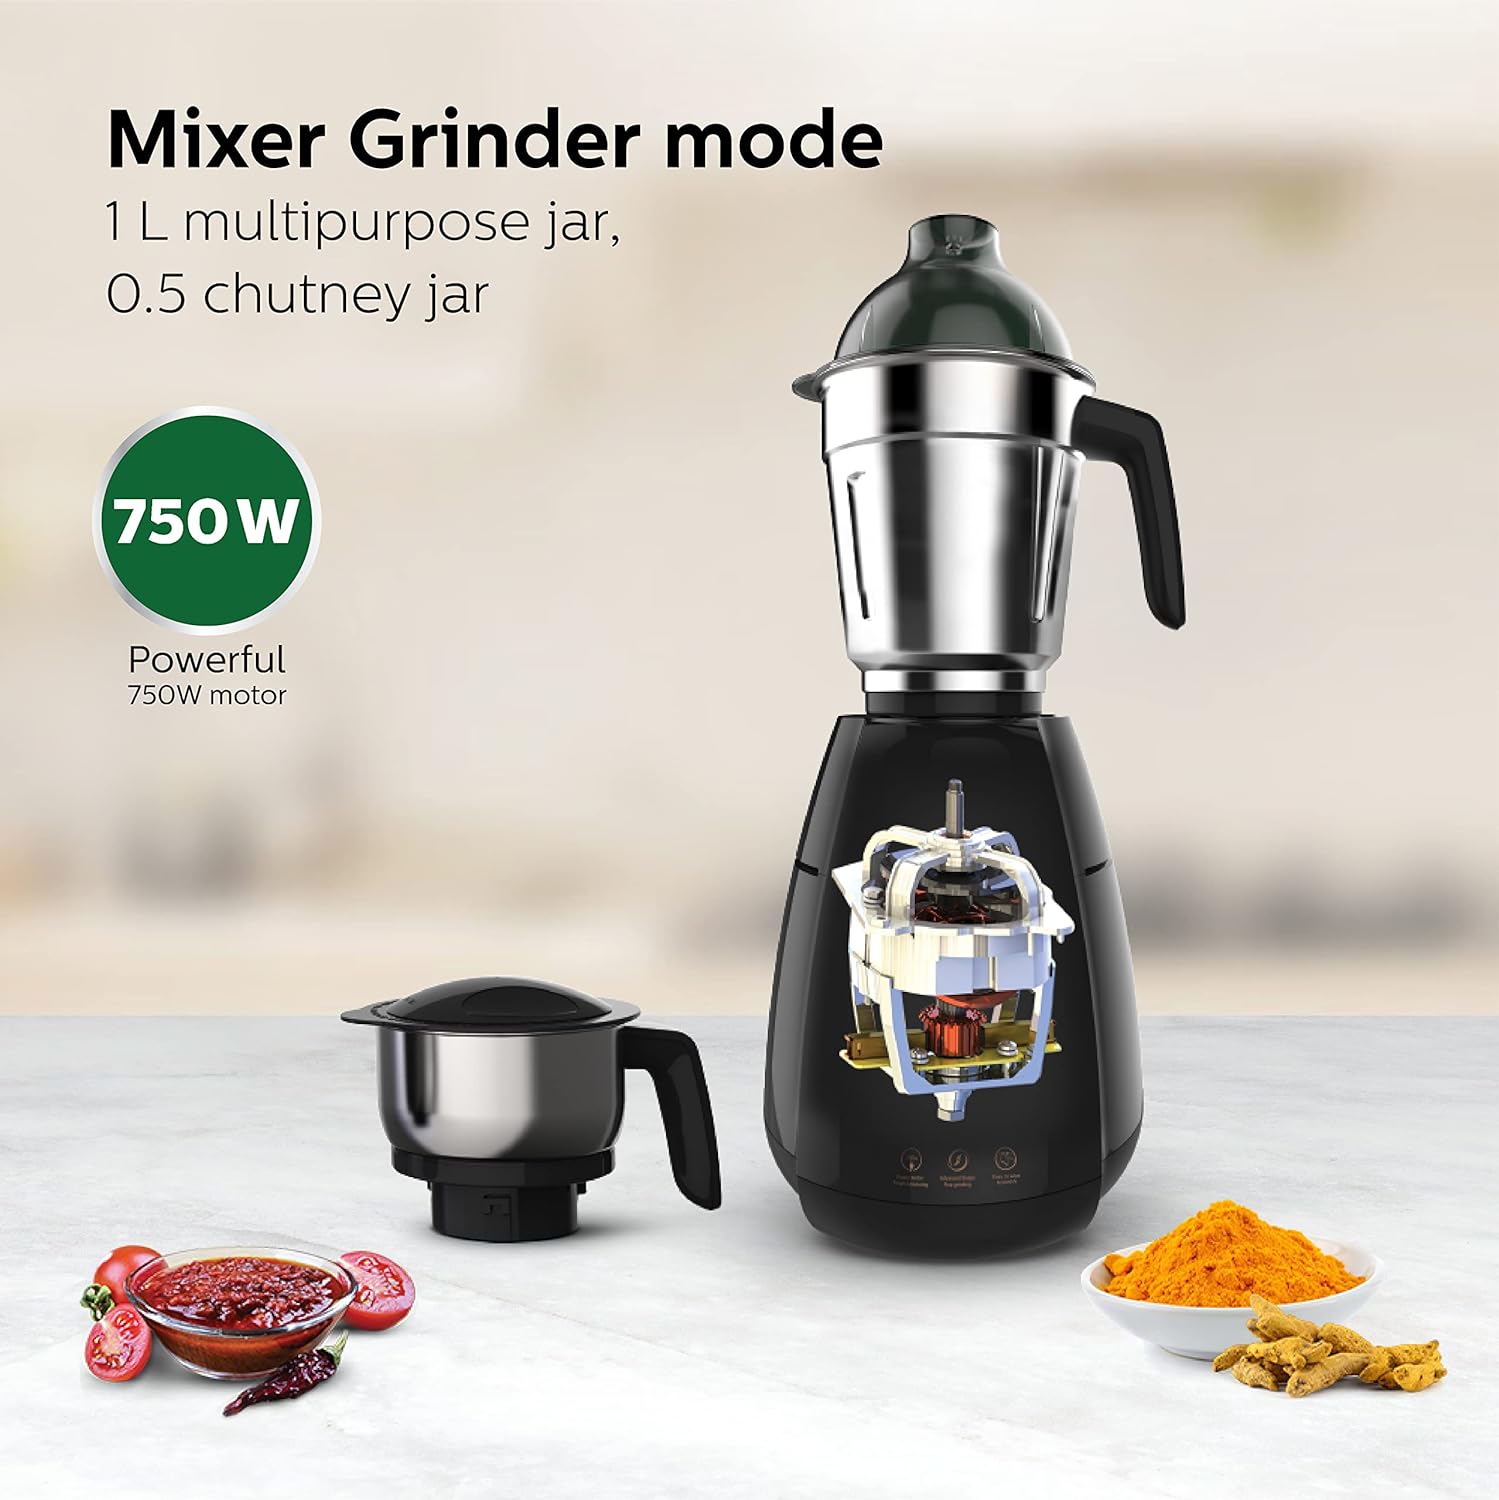 Mixer Grinder mode
1 L multipurpose jar,
0.5 chutney jar
750 W
Powerful
750W motor